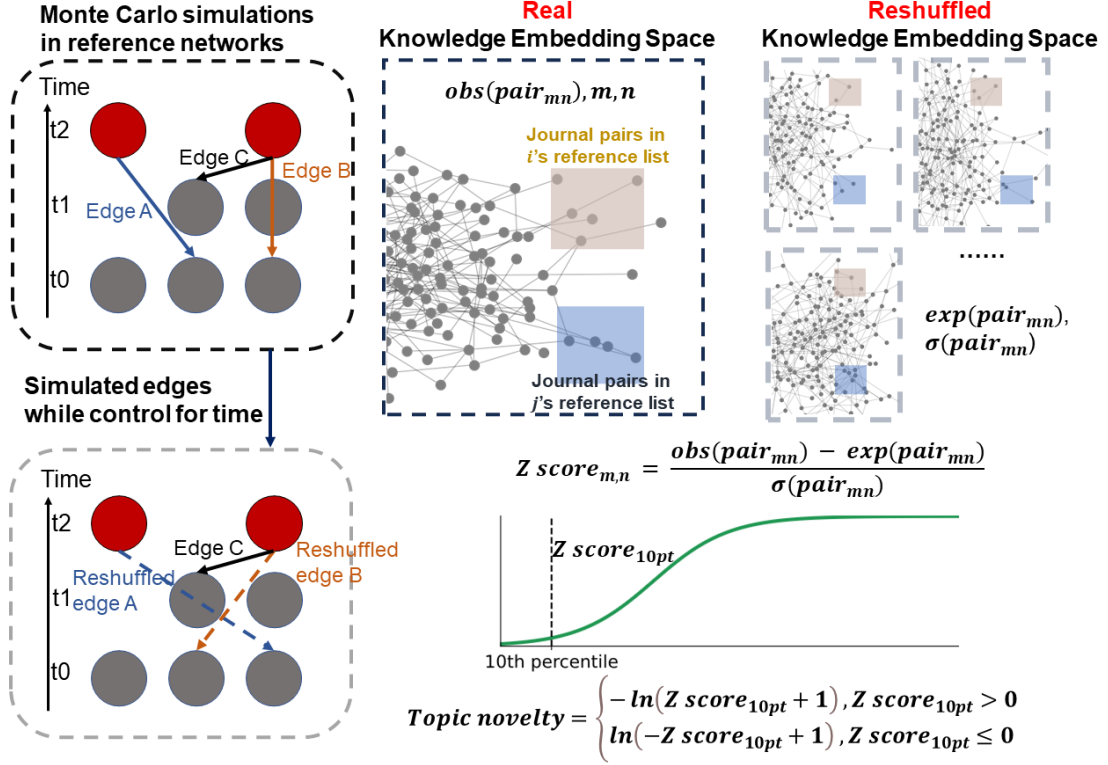 Monte Carlo simulations
in reference networks
Time
t2
Edge C
Edge B
t1
Edge A
t0
Simulated edges
while control for time
Time
t2
Edge C
Reshuffled
edge B
Reshuffled
edge A
t1
t0
Real
Knowledge Embedding Space
obs(pair_mn), m, n
Journal pairs in
i's reference list
Journal pairs in
j's reference list
Reshuffled
Knowledge Embedding Space
......
exp(pair_mn),
σ(pair_mn)
Z score_m,n = (obs(pair_mn) − exp(pair_mn)) / σ(pair_mn)
Z score_10pt
10th percentile
Topic novelty = { −ln(Z score_10pt + 1), Z score_10pt > 0
ln(−Z score_10pt + 1), Z score_10pt ≤ 0